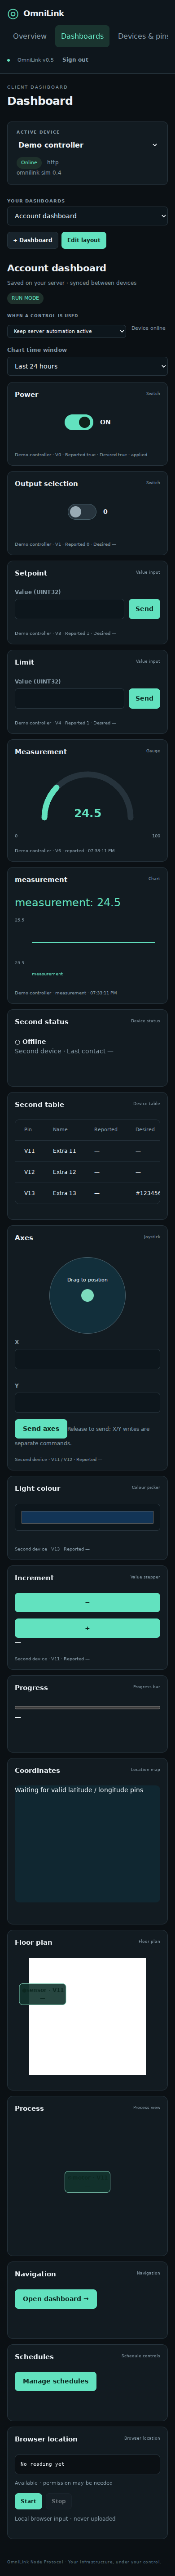 OmniLink
Overview Dashboards Devices & pins
OmniLink v0.5 Sign out
CLIENT DASHBOARD
Dashboard
ACTIVE DEVICE
Demo controller
Online http
omnilink-sim-0.4
YOUR DASHBOARDS
Account dashboard
+ Dashboard Edit layout
Account dashboard
Saved on your server · synced between devices
RUN MODE
WHEN A CONTROL IS USED
Keep server automation active Device online
Chart time window
Last 24 hours
Power Switch
ON
Demo controller · V0 · Reported true · Desired true · applied
Output selection Switch
0
Demo controller · V1 · Reported 0 · Desired —
Setpoint Value input
Value (UINT32)
Send
Demo controller · V3 · Reported 1 · Desired —
Limit Value input
Value (UINT32)
Send
Demo controller · V4 · Reported 1 · Desired —
Measurement Gauge
24.5
0 100
Demo controller · V6 · reported · 07:33:11 PM
measurement Chart
measurement: 24.5
25.5
23.5
measurement
Demo controller · measurement · 07:33:11 PM
Second status Device status
○ Offline
Second device · Last contact —
Second table Device table
Pin Name Reported Desired
V11 Extra 11 — —
V12 Extra 12 — —
V13 Extra 13 — #123456
Axes Joystick
Drag to position
X
Y
Send axes Release to send; X/Y writes are
separate commands.
Second device · V11 / V12 · Reported —
Light colour Colour picker
Second device · V13 · Reported —
Increment Value stepper
−
+
—
Second device · V11 · Reported —
Progress Progress bar
—
Coordinates Location map
Waiting for valid latitude / longitude pins
Floor plan Floor plan
Process Process view
Navigation Navigation
Open dashboard →
Schedules Schedule controls
Manage schedules
Browser location Browser location
No reading yet
Available · permission may be needed
Start Stop
Local browser input · never uploaded
OmniLink Node Protocol · Your infrastructure, under your control